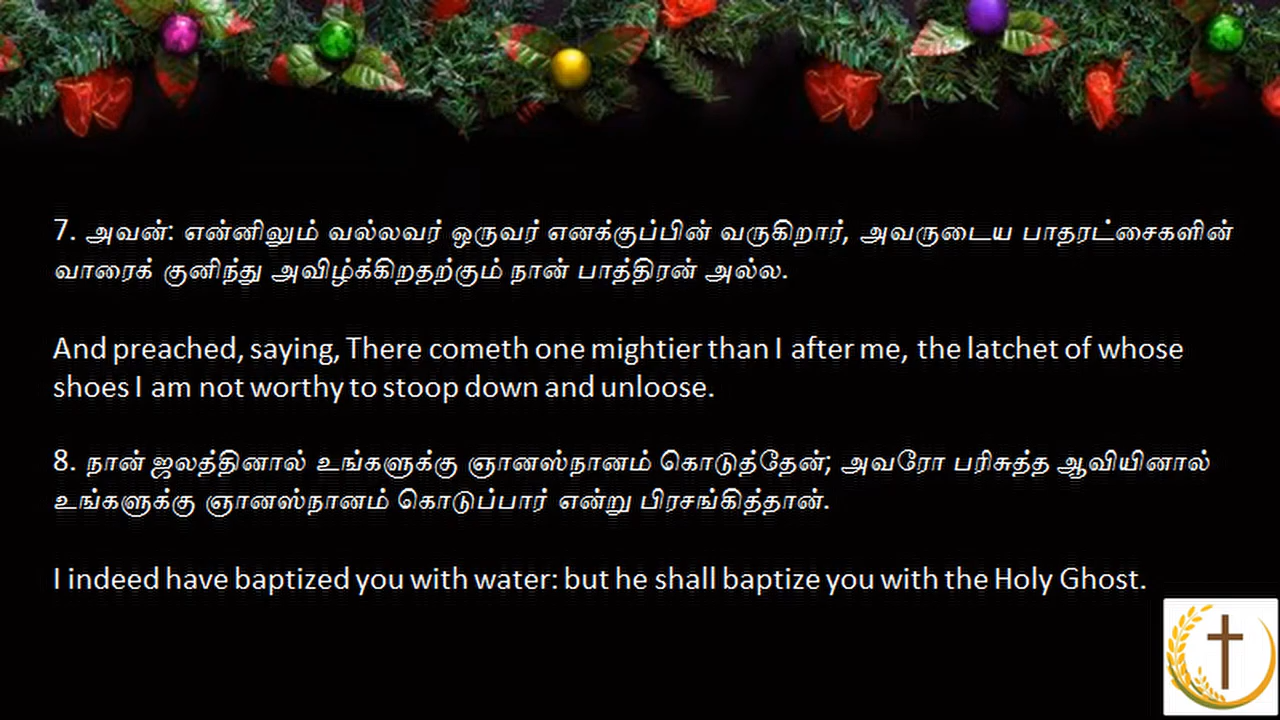 7. அவன்: என்னிலும் வல்லவர் ஒருவர் எனக்குப்பின் வருகிறார், அவருடைய பாதரட்சைகளின்
வாரைக் குனிந்து அவிழ்க்கிறதற்கும் நான் பாத்திரன் அல்ல.
And preached, saying, There cometh one mightier than I after me, the latchet of whose
shoes I am not worthy to stoop down and unloose.
8. நான் ஜலத்தினால் உங்களுக்கு ஞானஸ்நானம் கொடுத்தேன்; அவரோ பரிசுத்த ஆவியினால்
உங்களுக்கு ஞானஸ்நானம் கொடுப்பார் என்று பிரசங்கித்தான்.
I indeed have baptized you with water: but he shall baptize you with the Holy Ghost.